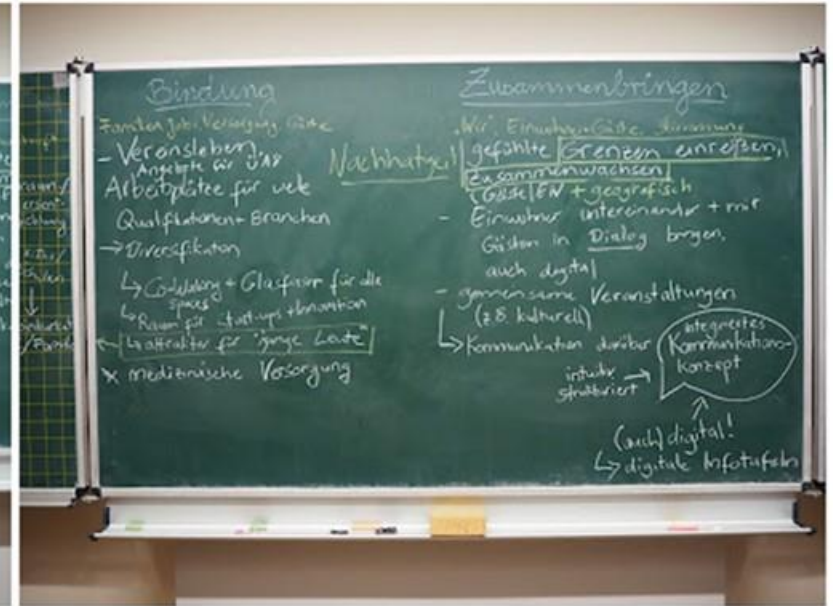 Bindung
Familien, Jobs, Versorgung, Gäste
- Vereinsleben,
Angebote für
Arbeitsplätze für viele
Qualifikationen + Branchen
→ Diversifikation
↳ Coworking + Glasfaser für alle
spaces
↳ Raum für Start-ups + Innovation
↳ attraktiv für "junge Leute"
* medizinische Versorgung
Nachhaltigkeit
Zusammenbringen
"Wir", Einwohner, Gäste,
gefühlte Grenzen einreißen,
zusammenwachsen
(Gäste/EW + geografisch
- Einwohner untereinander + mit
Gästen in Dialog bringen,
auch digital
- gemeinsame Veranstaltungen
(z.B. kulturell)
↳ Kommunikation darüber
integriertes
Kommunikations-
konzept
intuitiv
strukturiert
(auch) digital!
↳ digitale Infotafeln